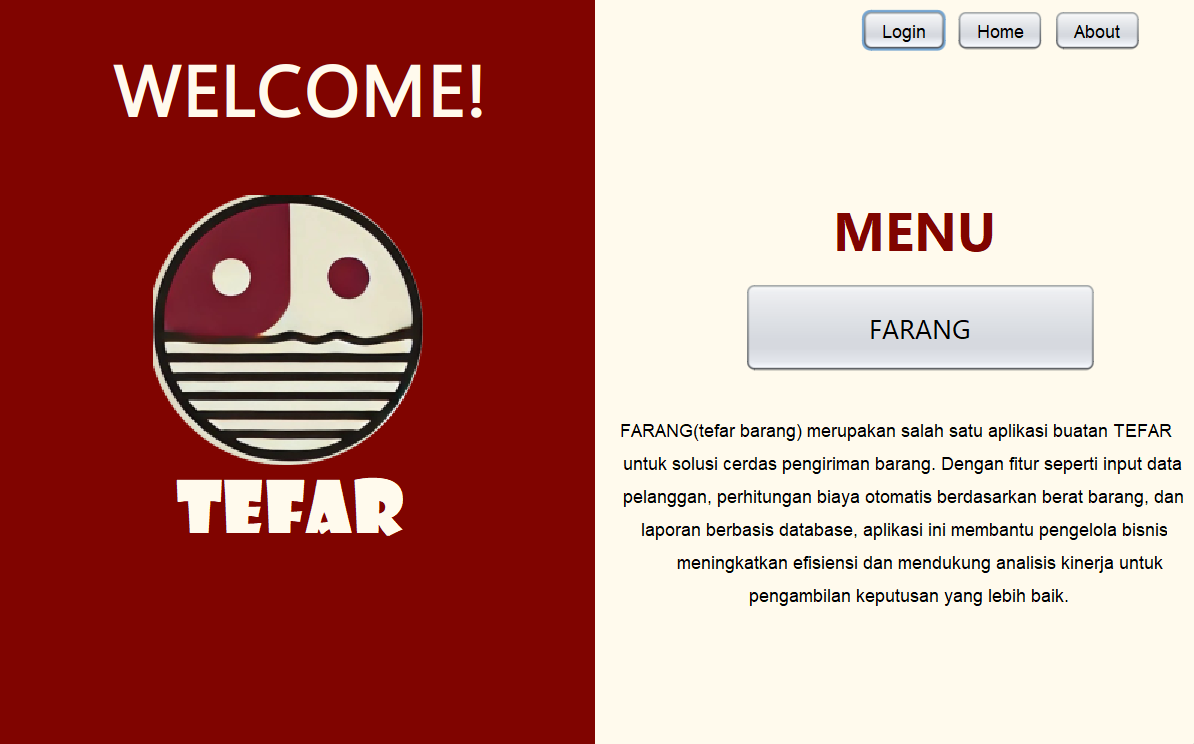 WELCOME!
TEFAR
Login
Home
About
MENU
FARANG
FARANG(tefar barang) merupakan salah satu aplikasi buatan TEFAR
untuk solusi cerdas pengiriman barang. Dengan fitur seperti input data
pelanggan, perhitungan biaya otomatis berdasarkan berat barang, dan
laporan berbasis database, aplikasi ini membantu pengelola bisnis
meningkatkan efisiensi dan mendukung analisis kinerja untuk
pengambilan keputusan yang lebih baik.